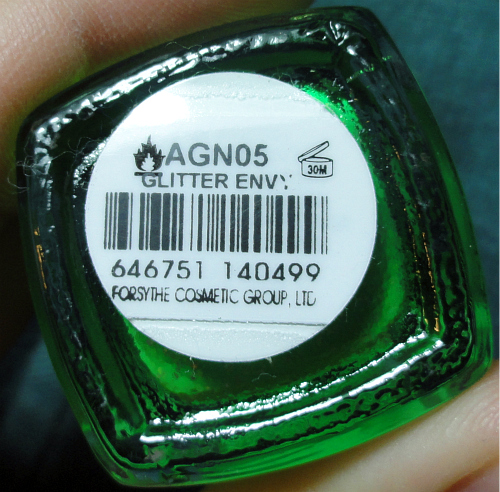 AGN05
30M
GLITTER ENVY
646751 140499
FORSYTHE COSMETIC GROUP, LTD